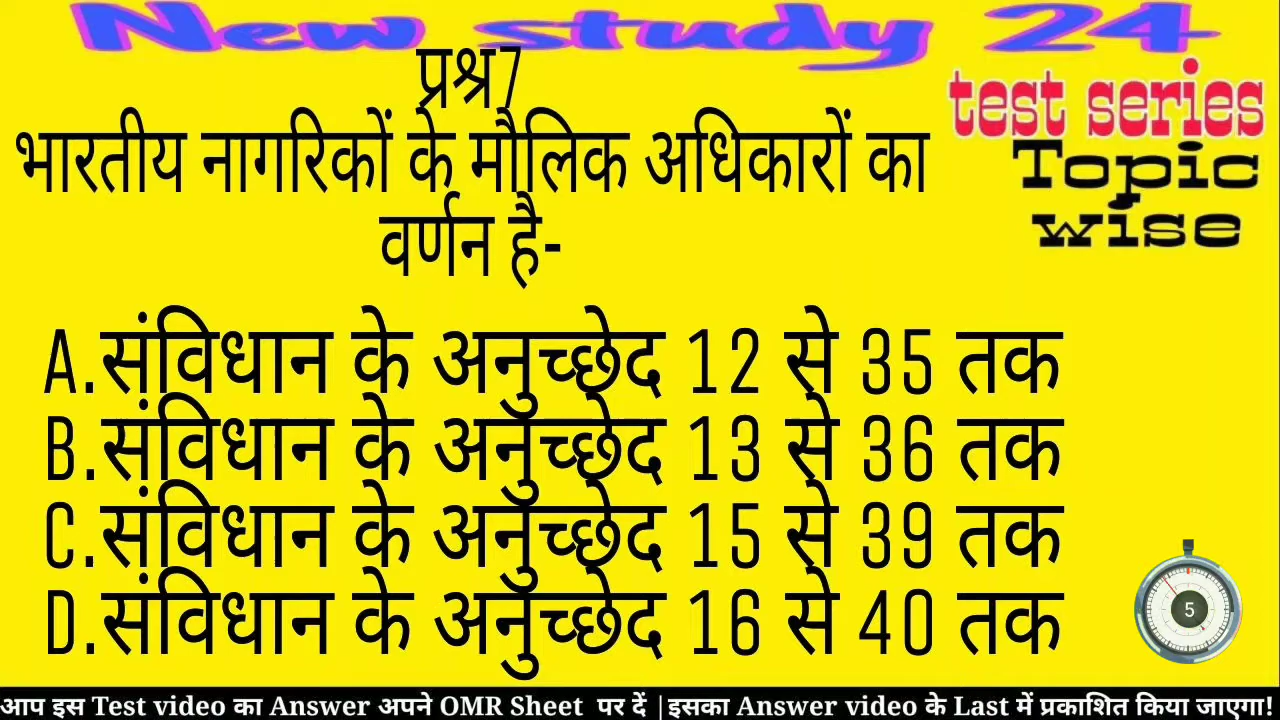 New study 24
test series
Topic
wise
प्रश्न7
भारतीय नागरिकों के मौलिक अधिकारों का
वर्णन है-
A.संविधान के अनुच्छेद 12 से 35 तक
B.संविधान के अनुच्छेद 13 से 36 तक
C.संविधान के अनुच्छेद 15 से 39 तक
D.संविधान के अनुच्छेद 16 से 40 तक
5
आप इस Test video का Answer अपने OMR Sheet पर दें |इसका Answer video के Last में प्रकाशित किया जाएगा!